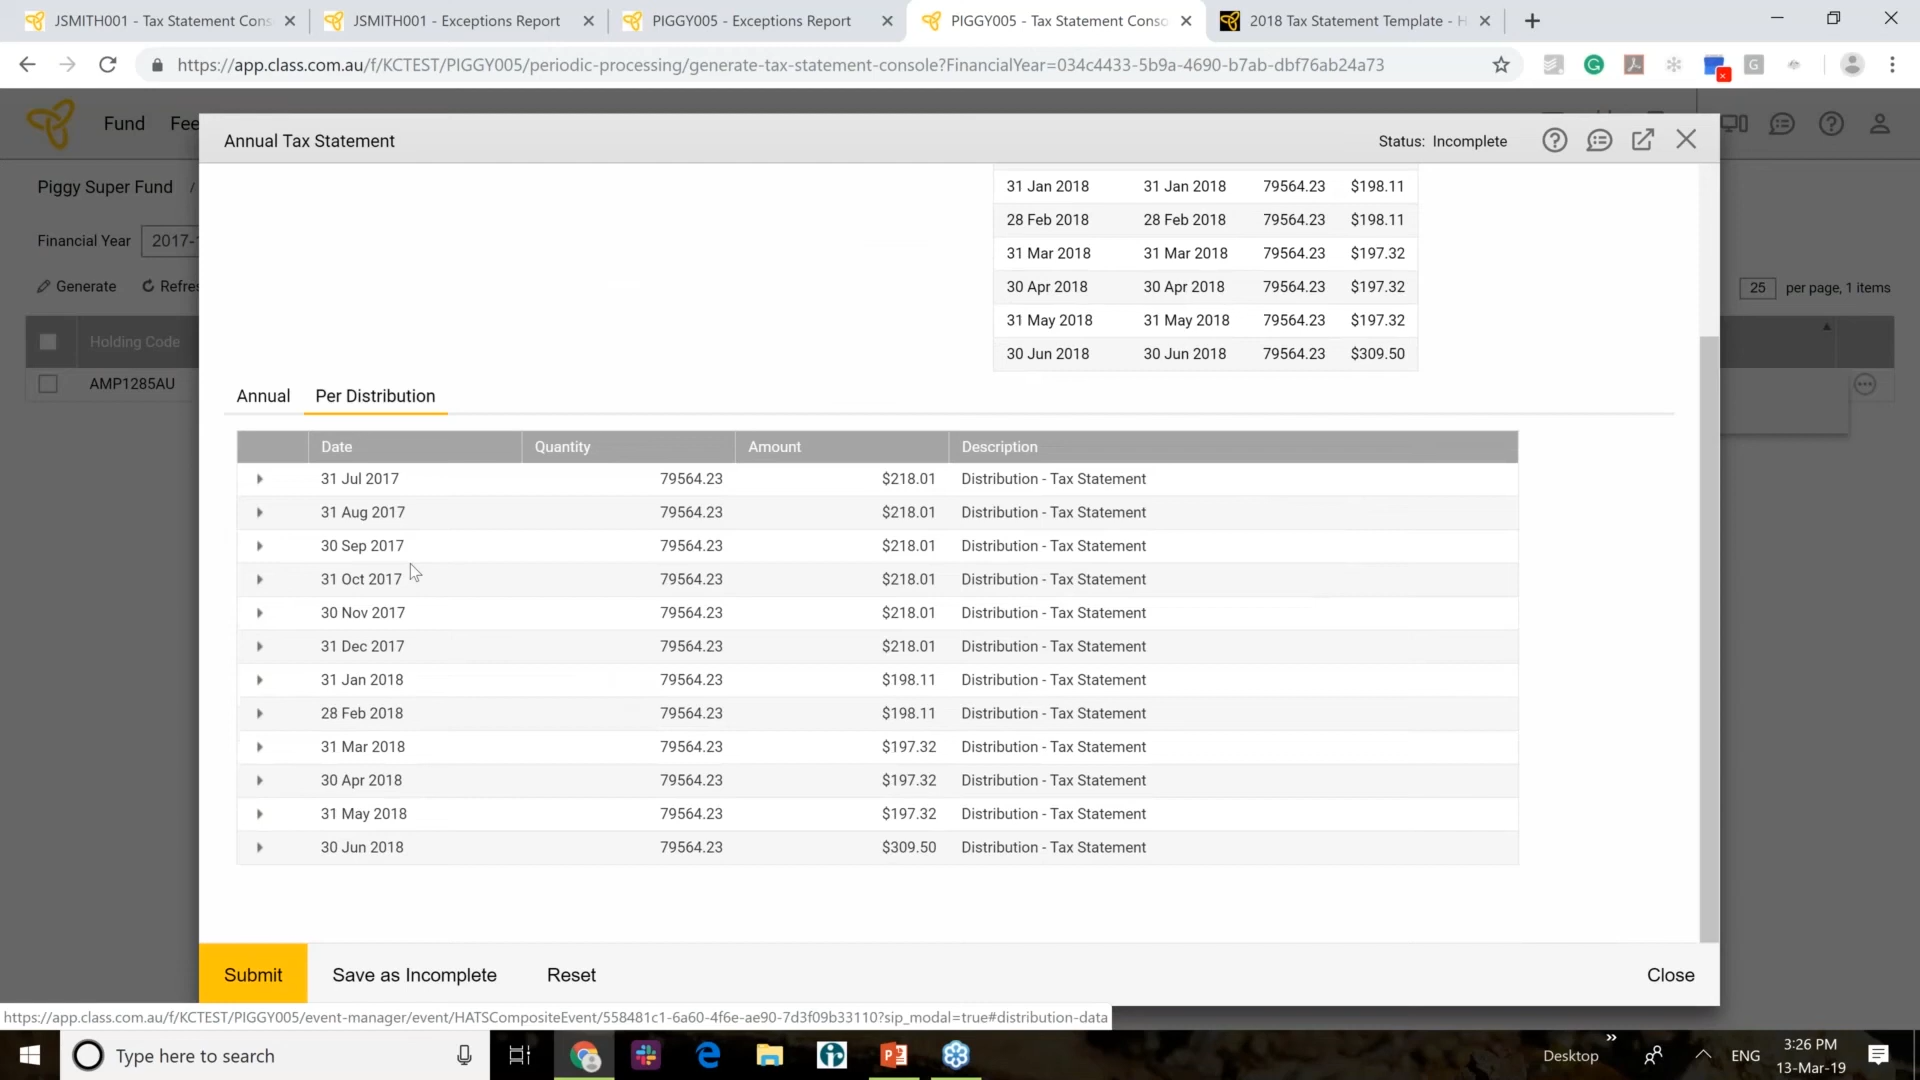 JSMITH001 - Tax Statement Cons
JSMITH001 - Exceptions Report
PIGGY005 - Exceptions Report
PIGGY005 - Tax Statement Conso
2018 Tax Statement Template - H
https://app.class.com.au/f/KCTEST/PIGGY005/periodic-processing/generate-tax-statement-console?FinancialYear=034c4433-5b9a-4690-b7ab-dbf76ab24a73
Fund Fee
Annual Tax Statement
Status: Incomplete
Piggy Super Fund /
Financial Year 2017-1
Generate Refres
25 per page, 1 items
Holding Code
AMP1285AU
31 Jan 2018 31 Jan 2018 79564.23 $198.11
28 Feb 2018 28 Feb 2018 79564.23 $198.11
31 Mar 2018 31 Mar 2018 79564.23 $197.32
30 Apr 2018 30 Apr 2018 79564.23 $197.32
31 May 2018 31 May 2018 79564.23 $197.32
30 Jun 2018 30 Jun 2018 79564.23 $309.50
Annual Per Distribution
Date Quantity Amount Description
31 Jul 2017 79564.23 $218.01 Distribution - Tax Statement
31 Aug 2017 79564.23 $218.01 Distribution - Tax Statement
30 Sep 2017 79564.23 $218.01 Distribution - Tax Statement
31 Oct 2017 79564.23 $218.01 Distribution - Tax Statement
30 Nov 2017 79564.23 $218.01 Distribution - Tax Statement
31 Dec 2017 79564.23 $218.01 Distribution - Tax Statement
31 Jan 2018 79564.23 $198.11 Distribution - Tax Statement
28 Feb 2018 79564.23 $198.11 Distribution - Tax Statement
31 Mar 2018 79564.23 $197.32 Distribution - Tax Statement
30 Apr 2018 79564.23 $197.32 Distribution - Tax Statement
31 May 2018 79564.23 $197.32 Distribution - Tax Statement
30 Jun 2018 79564.23 $309.50 Distribution - Tax Statement
Submit Save as Incomplete Reset Close
https://app.class.com.au/f/KCTEST/PIGGY005/event-manager/event/HATSCompositeEvent/558481c1-6a60-4f6e-ae90-7d3f09b33110?sip_modal=true#distribution-data
Type here to search
Desktop
ENG
3:26 PM
13-Mar-19